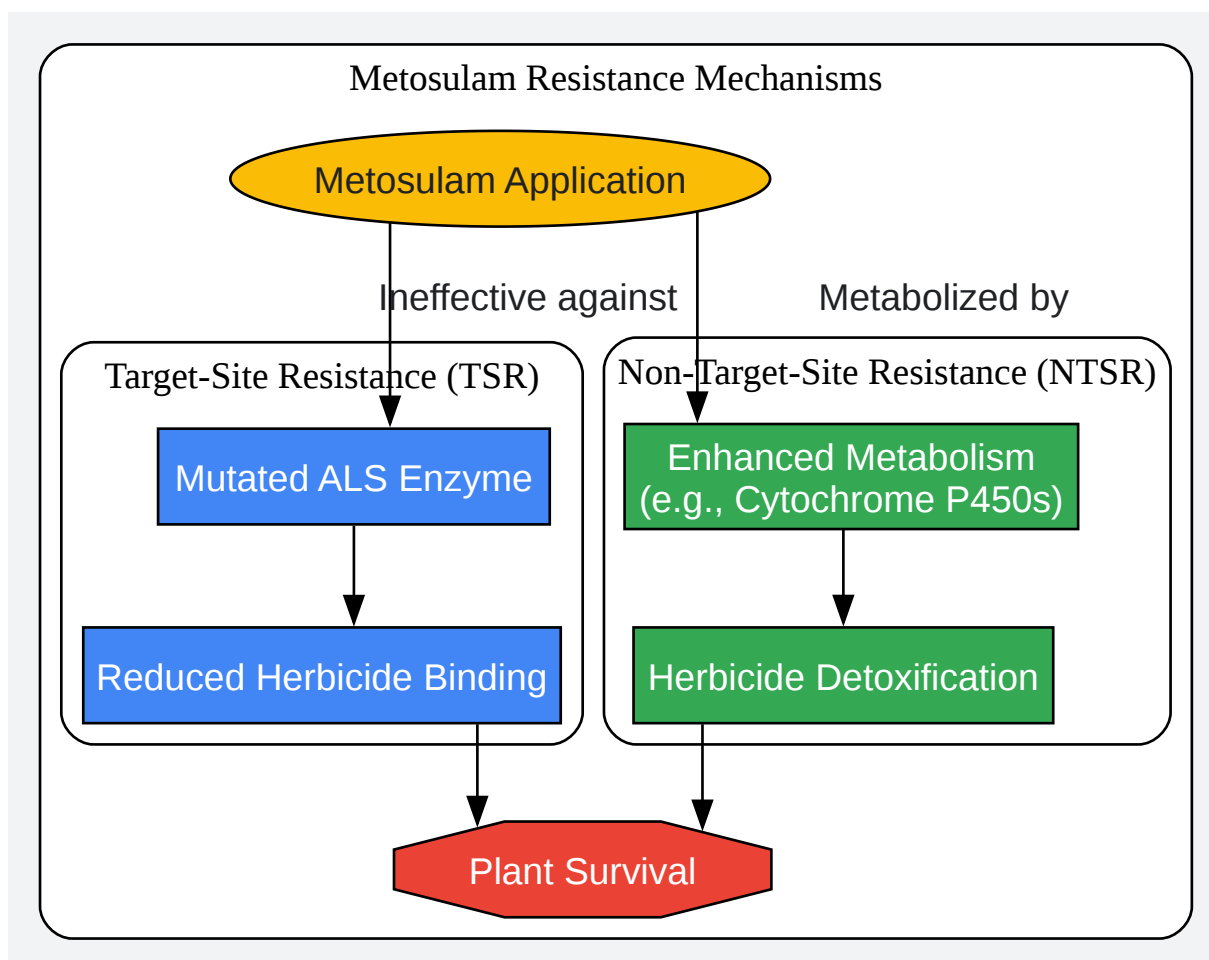 Metosulam Resistance Mechanisms
Metosulam Application
Ineffective against
Metabolized by
Target-Site Resistance (TSR)
Non-Target-Site Resistance (NTSR)
Mutated ALS Enzyme
Enhanced Metabolism
(e.g., Cytochrome P450s)
Reduced Herbicide Binding
Herbicide Detoxification
Plant Survival